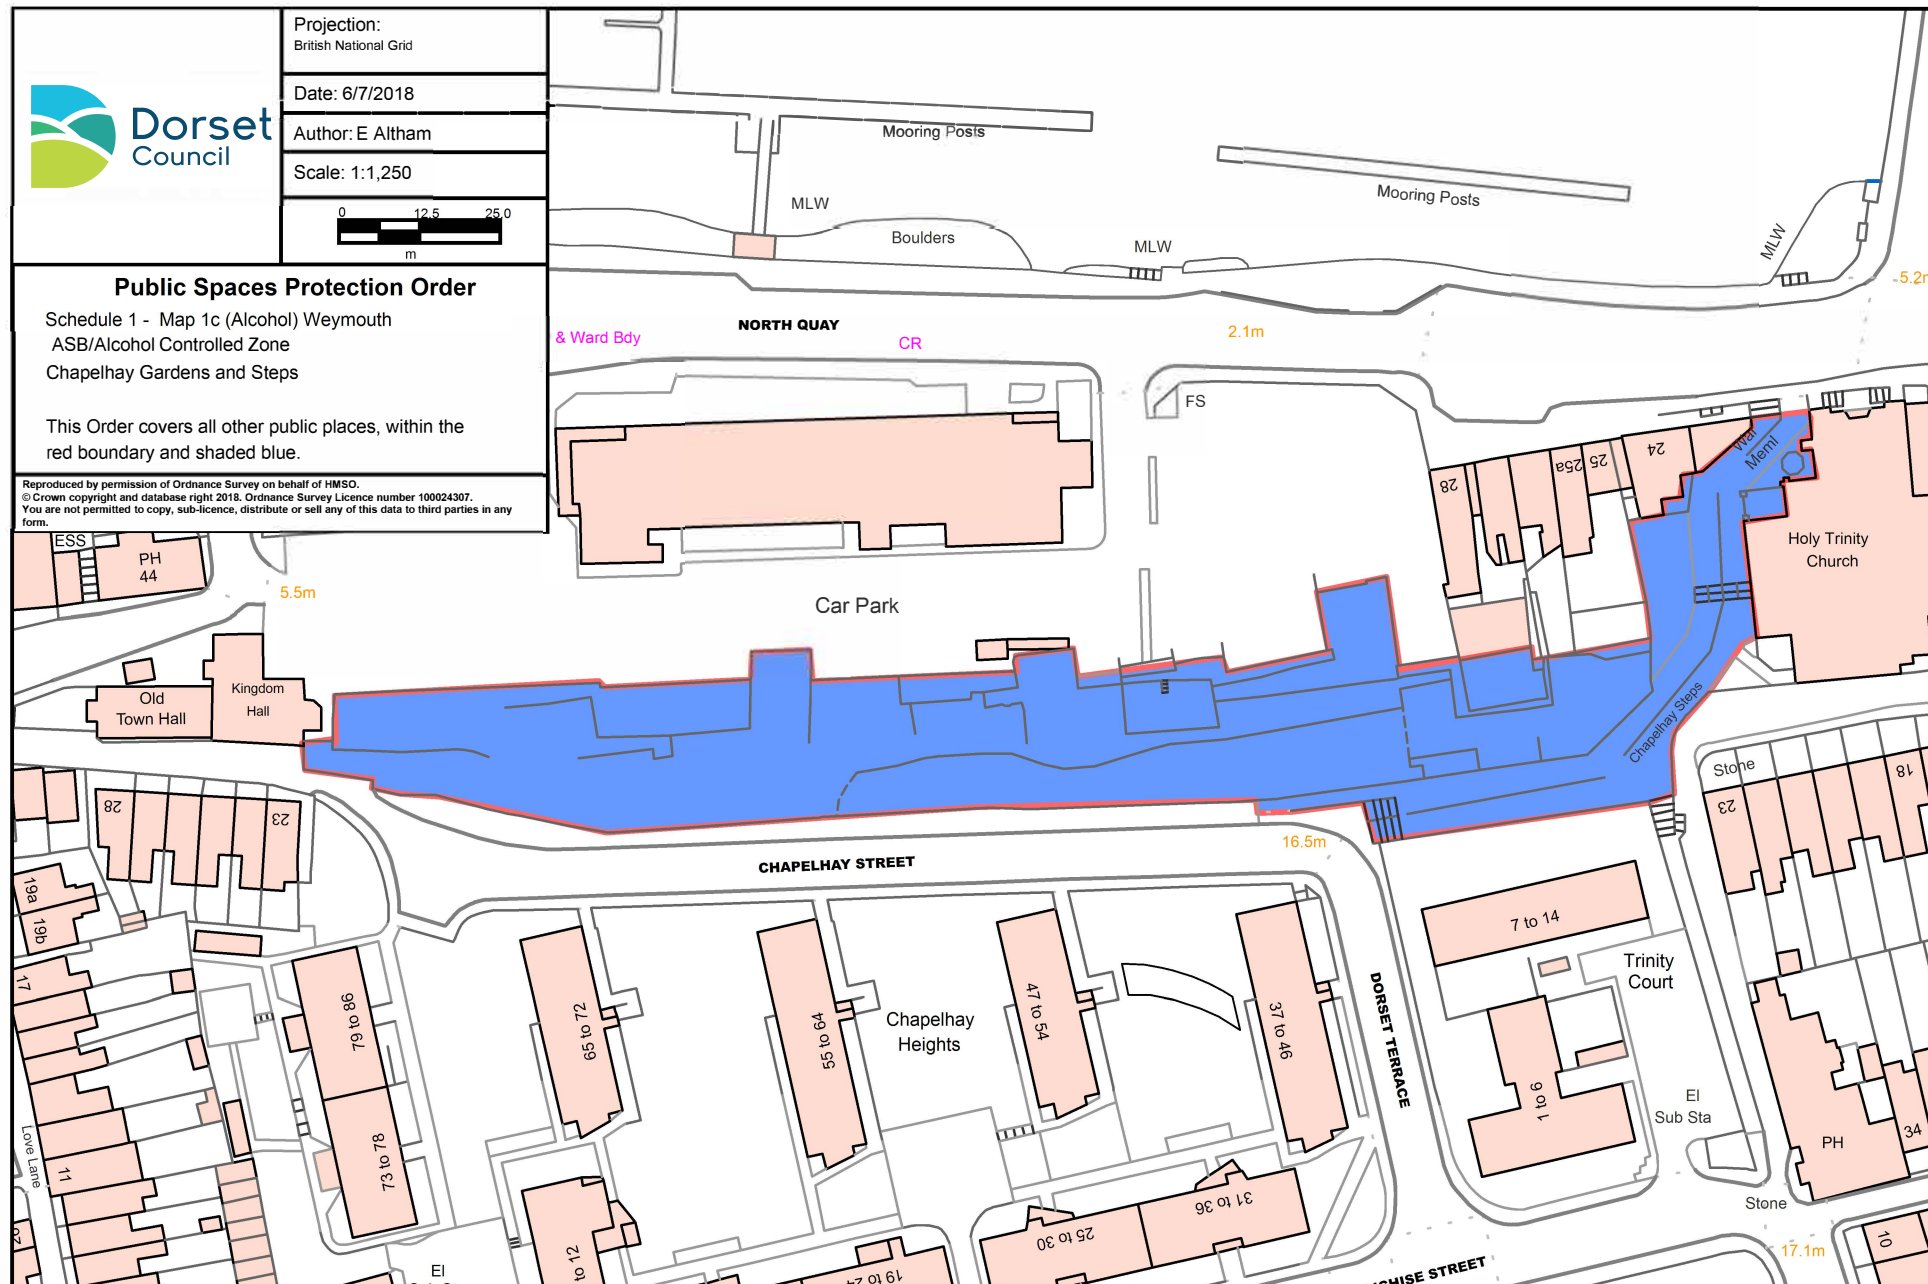 Dorset
Council
Projection:
British National Grid
Date: 6/7/2018
Author: E Altham
Scale: 1:1,250
0 12.5 25.0
m
Public Spaces Protection Order
Schedule 1 - Map 1c (Alcohol) Weymouth
ASB/Alcohol Controlled Zone
Chapelhay Gardens and Steps
This Order covers all other public places, within the
red boundary and shaded blue.
Reproduced by permission of Ordnance Survey on behalf of HMSO.
© Crown copyright and database right 2018. Ordnance Survey Licence number 100024307.
You are not permitted to copy, sub-licence, distribute or sell any of this data to third parties in any
form.
Mooring Posts
Mooring Posts
MLW
Boulders
MLW
MLW
5.2m
NORTH QUAY
& Ward Bdy
CR
2.1m
FS
War
Meml
24
25
25a
28
Holy Trinity
Church
ESS
PH
44
5.5m
Car Park
Old
Town Hall
Kingdom
Hall
Chapelhay Steps
Stone
18
23
28
23
16.5m
CHAPELHAY STREET
19a
19b
17
7 to 14
Trinity
Court
79 to 86
65 to 72
55 to 64
Chapelhay
Heights
47 to 54
37 to 46
DORSET TERRACE
1 to 6
El
Sub Sta
PH
34
Love Lane
11
73 to 78
31 to 36
25 to 30
Stone
17.1m
10
to 12
19 to 24
El
CHISE STREET